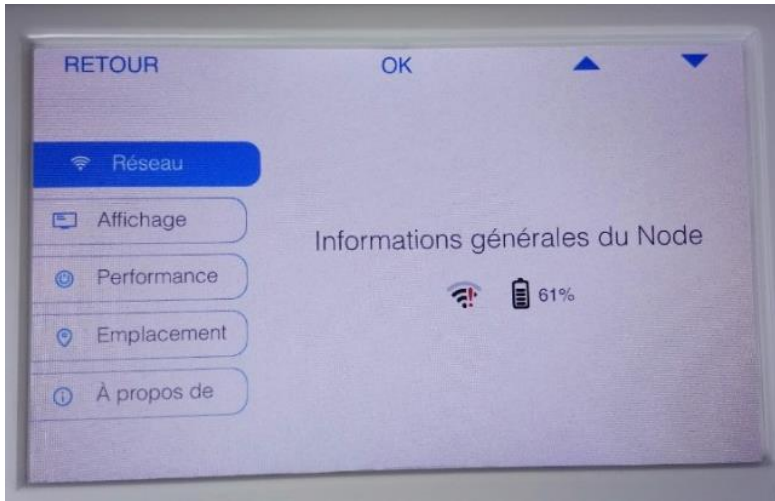 RETOUR OK
Réseau
Affichage
Informations générales du Node
Performance
61%
Emplacement
À propos de